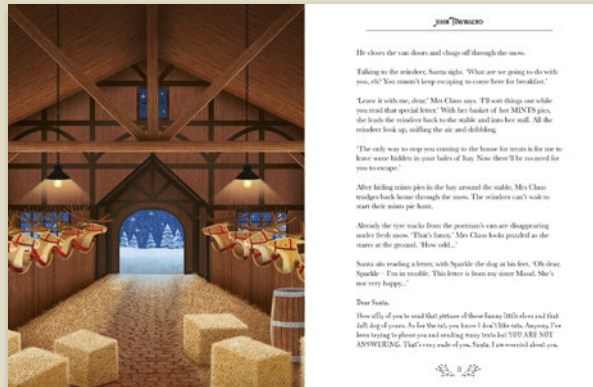 JOHN TOWNSEND
He closes the van doors and chugs off through the snow.
Talking to the reindeer, Santa sighs. ‘What are we going to do with
you, eh? You mustn’t keep escaping to come here for breakfast.’
‘Leave it with me, dear,’ Mrs Claus says. ‘I’ll sort things out while
you read that special letter.’ With her basket of hot MINTS pies,
she leads the reindeer back to the stable and into her stall. All the
reindeer look up, sniffing the air and dribbling.
‘The only way to stop you coming to the house for treats is for me to
leave some hidden in your bales of hay. Now there’ll be no need for
you to escape.’
After hiding mints pies in the hay around the stable, Mrs Claus
trudges back home through the snow. The reindeer can’t wait to
start their mints pie hunt.
Already the tyre tracks from the postman’s van are disappearing
under fresh snow. ‘That’s funny,’ Mrs Claus looks puzzled as she
stares at the ground. ‘How odd...’
Santa sits reading a letter, with Sparkle the dog at his feet. ‘Oh dear,
Sparkle – I’m in trouble. This letter is from my sister Maud. She’s
not very happy...’
Dear Santa,
How silly of you to send that picture of those funny little elves and that
daft dog of yours. As for the cat, you know I don’t like cats. Anyway, I’ve
been trying to phone you and sending many texts but YOU ARE NOT
ANSWERING. That’s very rude of you, Santa. I am worried about you.
11